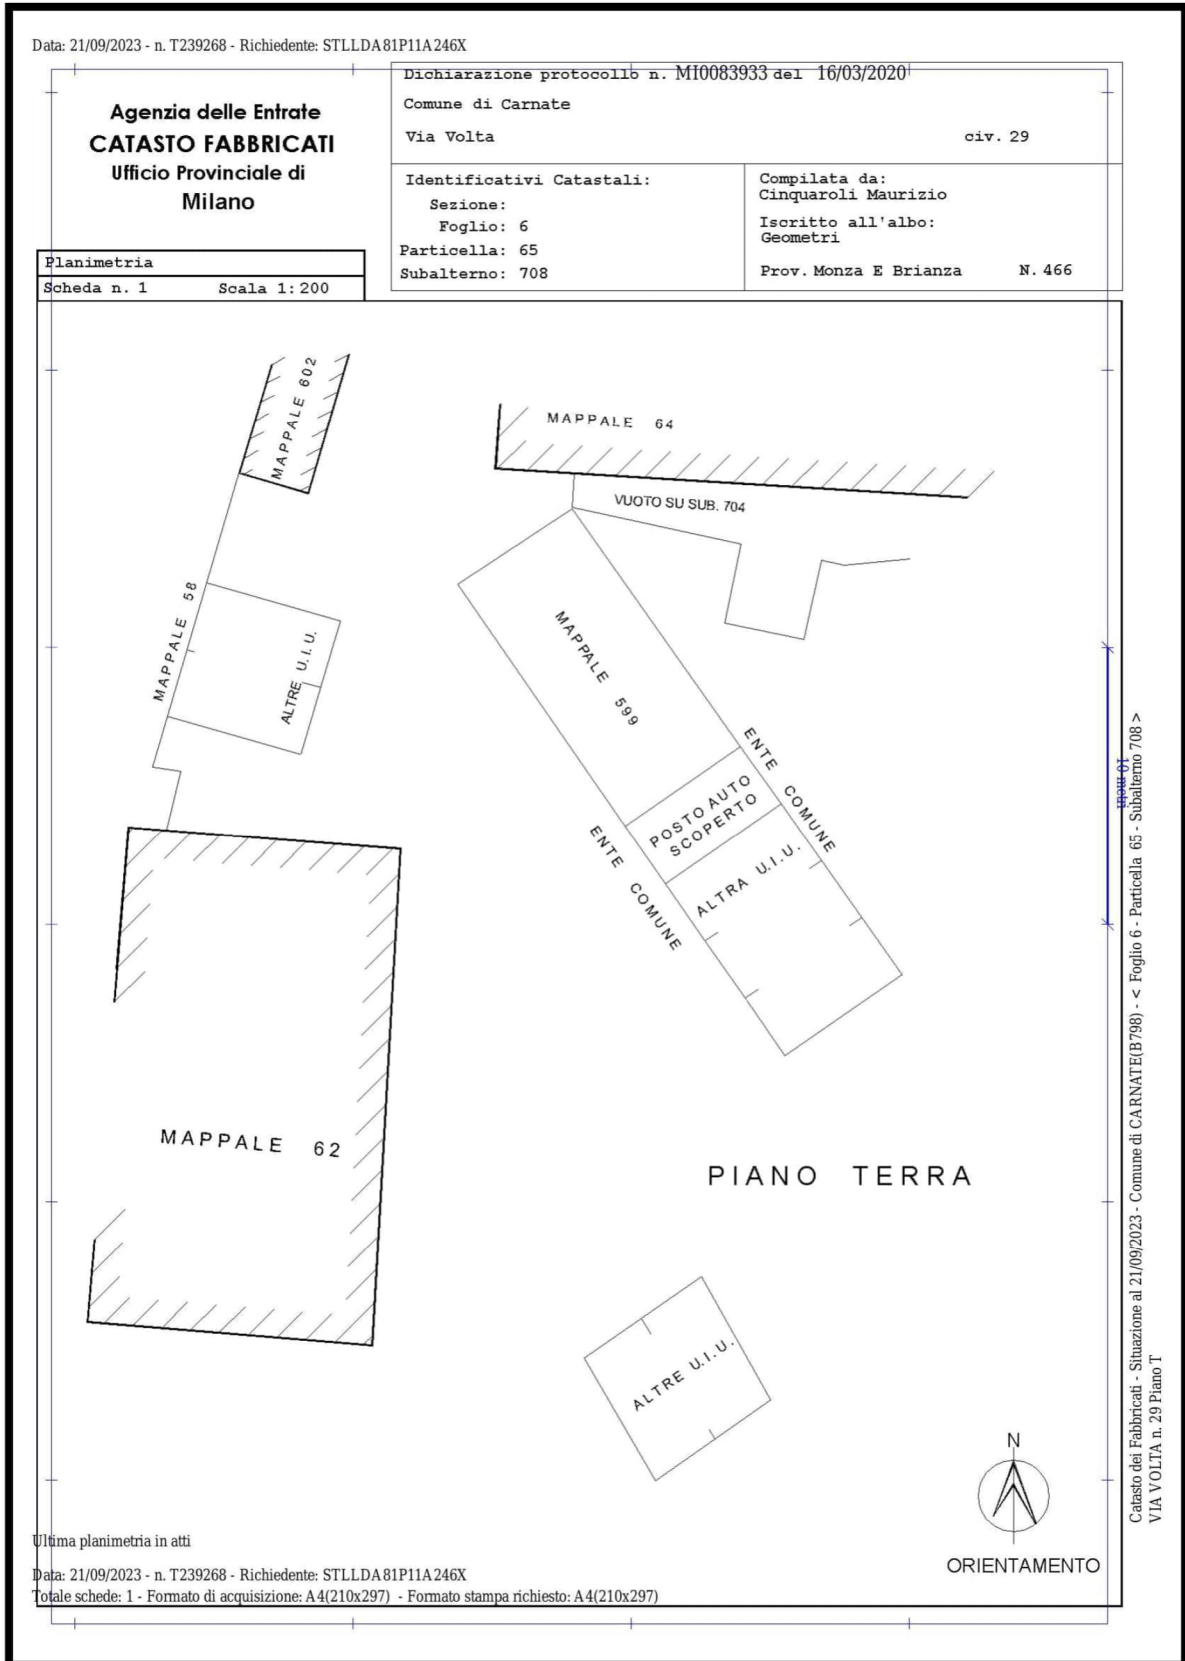 Data: 21/09/2023 - n. T239268 - Richiedente: STLLDA81P11A246X
Agenzia delle Entrate
CATASTO FABBRICATI
Ufficio Provinciale di
Milano
Dichiarazione protocollo n. MI0083933 del 16/03/2020
Comune di Carnate
Via Volta civ. 29
Identificativi Catastali:
Sezione:
Foglio: 6
Particella: 65
Subalterno: 708
Compilata da:
Cinquaroli Maurizio
Iscritto all'albo:
Geometri
Prov. Monza E Brianza N. 466
Planimetria
Scheda n. 1 Scala 1:200
MAPPALE 602
MAPPALE 64
VUOTO SU SUB. 704
MAPPALE 58
ALTRE U.I.U.
MAPPALE 599
ENTE COMUNE
POSTO AUTO
SCOPERTO
ENTE COMUNE
ALTRA U.I.U.
MAPPALE 62
PIANO TERRA
ALTRE U.I.U.
N
ORIENTAMENTO
10 metri
Catasto dei Fabbricati - Situazione al 21/09/2023 - Comune di CARNATE(B798) - < Foglio 6 - Particella 65 - Subalterno 708 >
VIA VOLTA n. 29 Piano T
Ultima planimetria in atti
Data: 21/09/2023 - n. T239268 - Richiedente: STLLDA81P11A246X
Totale schede: 1 - Formato di acquisizione: A4(210x297) - Formato stampa richiesto: A4(210x297)